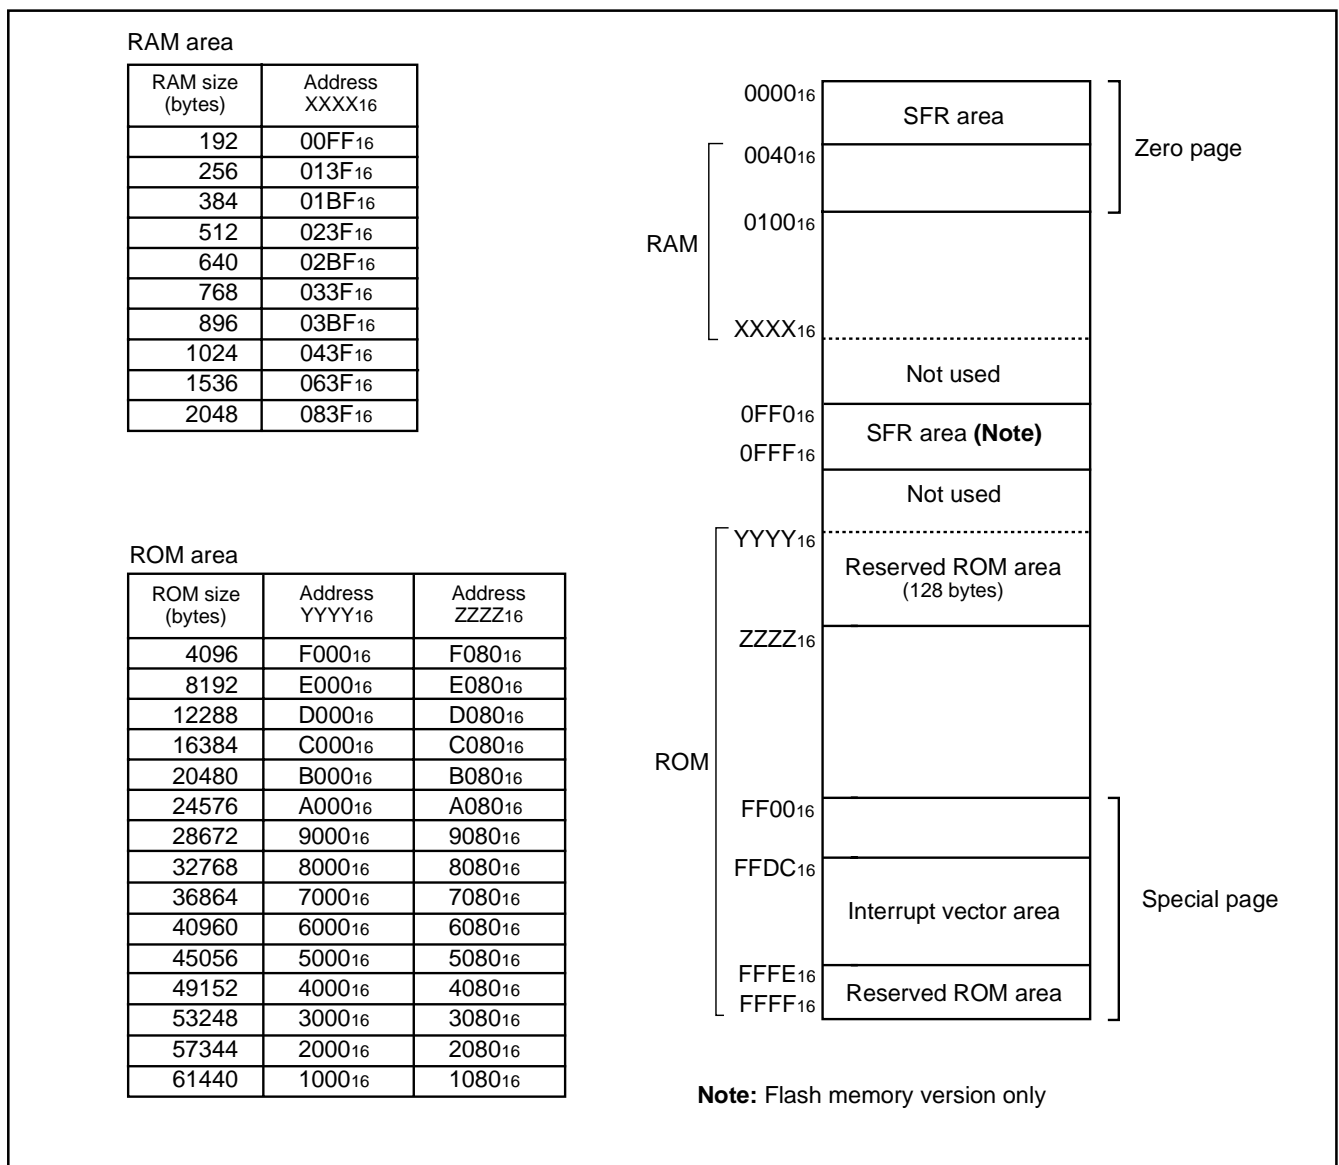 RAM area
RAM size (bytes) Address XXXX16
192 00FF16
256 013F16
384 01BF16
512 023F16
640 02BF16
768 033F16
896 03BF16
1024 043F16
1536 063F16
2048 083F16
ROM area
ROM size (bytes) Address YYYY16 Address ZZZZ16
4096 F00016 F08016
8192 E00016 E08016
12288 D00016 D08016
16384 C00016 C08016
20480 B00016 B08016
24576 A00016 A08016
28672 900016 908016
32768 800016 808016
36864 700016 708016
40960 600016 608016
45056 500016 508016
49152 400016 408016
53248 300016 308016
57344 200016 208016
61440 100016 108016
000016
SFR area
Zero page
004016
010016
RAM
XXXX16
Not used
0FF016
SFR area (Note)
0FFF16
Not used
YYYY16
Reserved ROM area
(128 bytes)
ZZZZ16
ROM
FF0016
FFDC16
Interrupt vector area
Special page
FFFE16
Reserved ROM area
FFFF16
Note: Flash memory version only